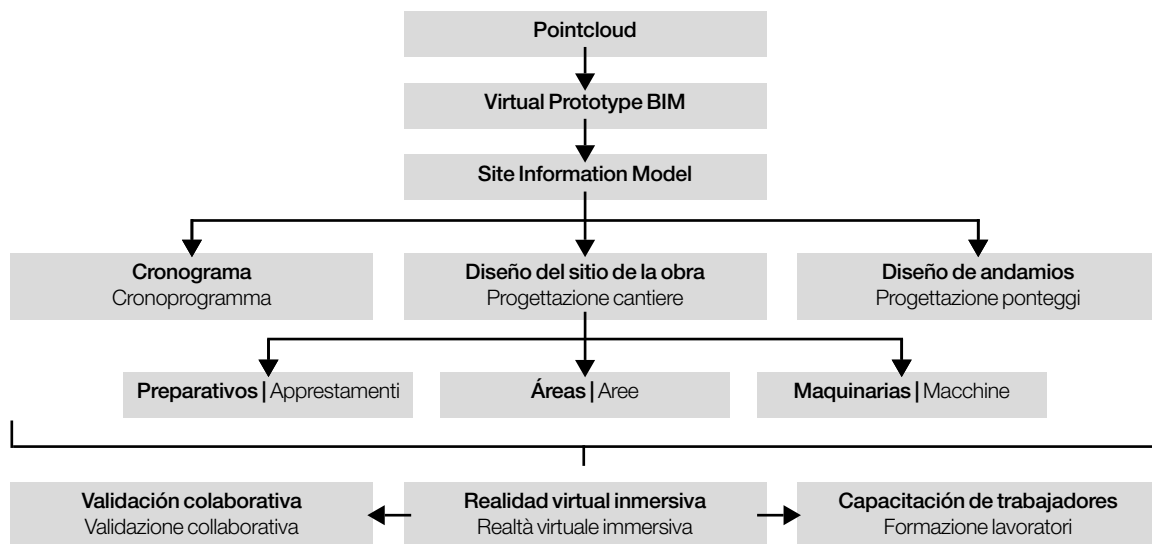 Pointcloud
Virtual Prototype BIM
Site Information Model
Cronograma
Cronoprogramma
Diseño del sitio de la obra
Progettazione cantiere
Diseño de andamios
Progettazione ponteggi
Preparativos | Apprestamenti
Áreas | Aree
Maquinarias | Macchine
Validación colaborativa
Validazione collaborativa
Realidad virtual inmersiva
Realtà virtuale immersiva
Capacitación de trabajadores
Formazione lavoratori